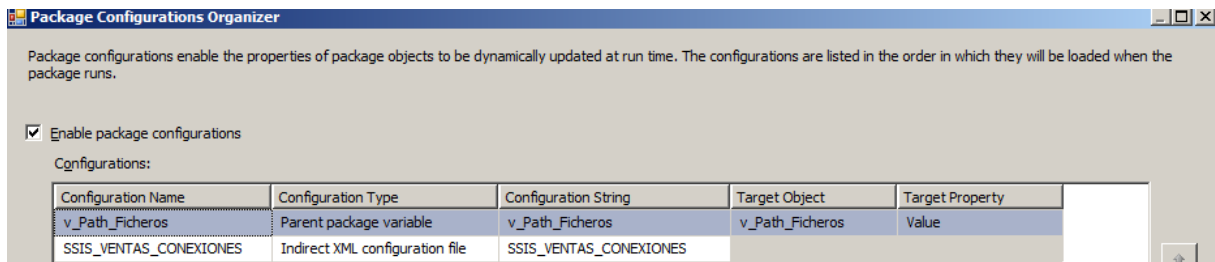 Package Configurations Organizer
Package configurations enable the properties of package objects to be dynamically updated at run time. The configurations are listed in the order in which they will be loaded when the
package runs.
Enable package configurations
Configurations:
Configuration Name Configuration Type Configuration String Target Object Target Property
v_Path_Ficheros Parent package variable v_Path_Ficheros v_Path_Ficheros Value
SSIS_VENTAS_CONEXIONES Indirect XML configuration file SSIS_VENTAS_CONEXIONES